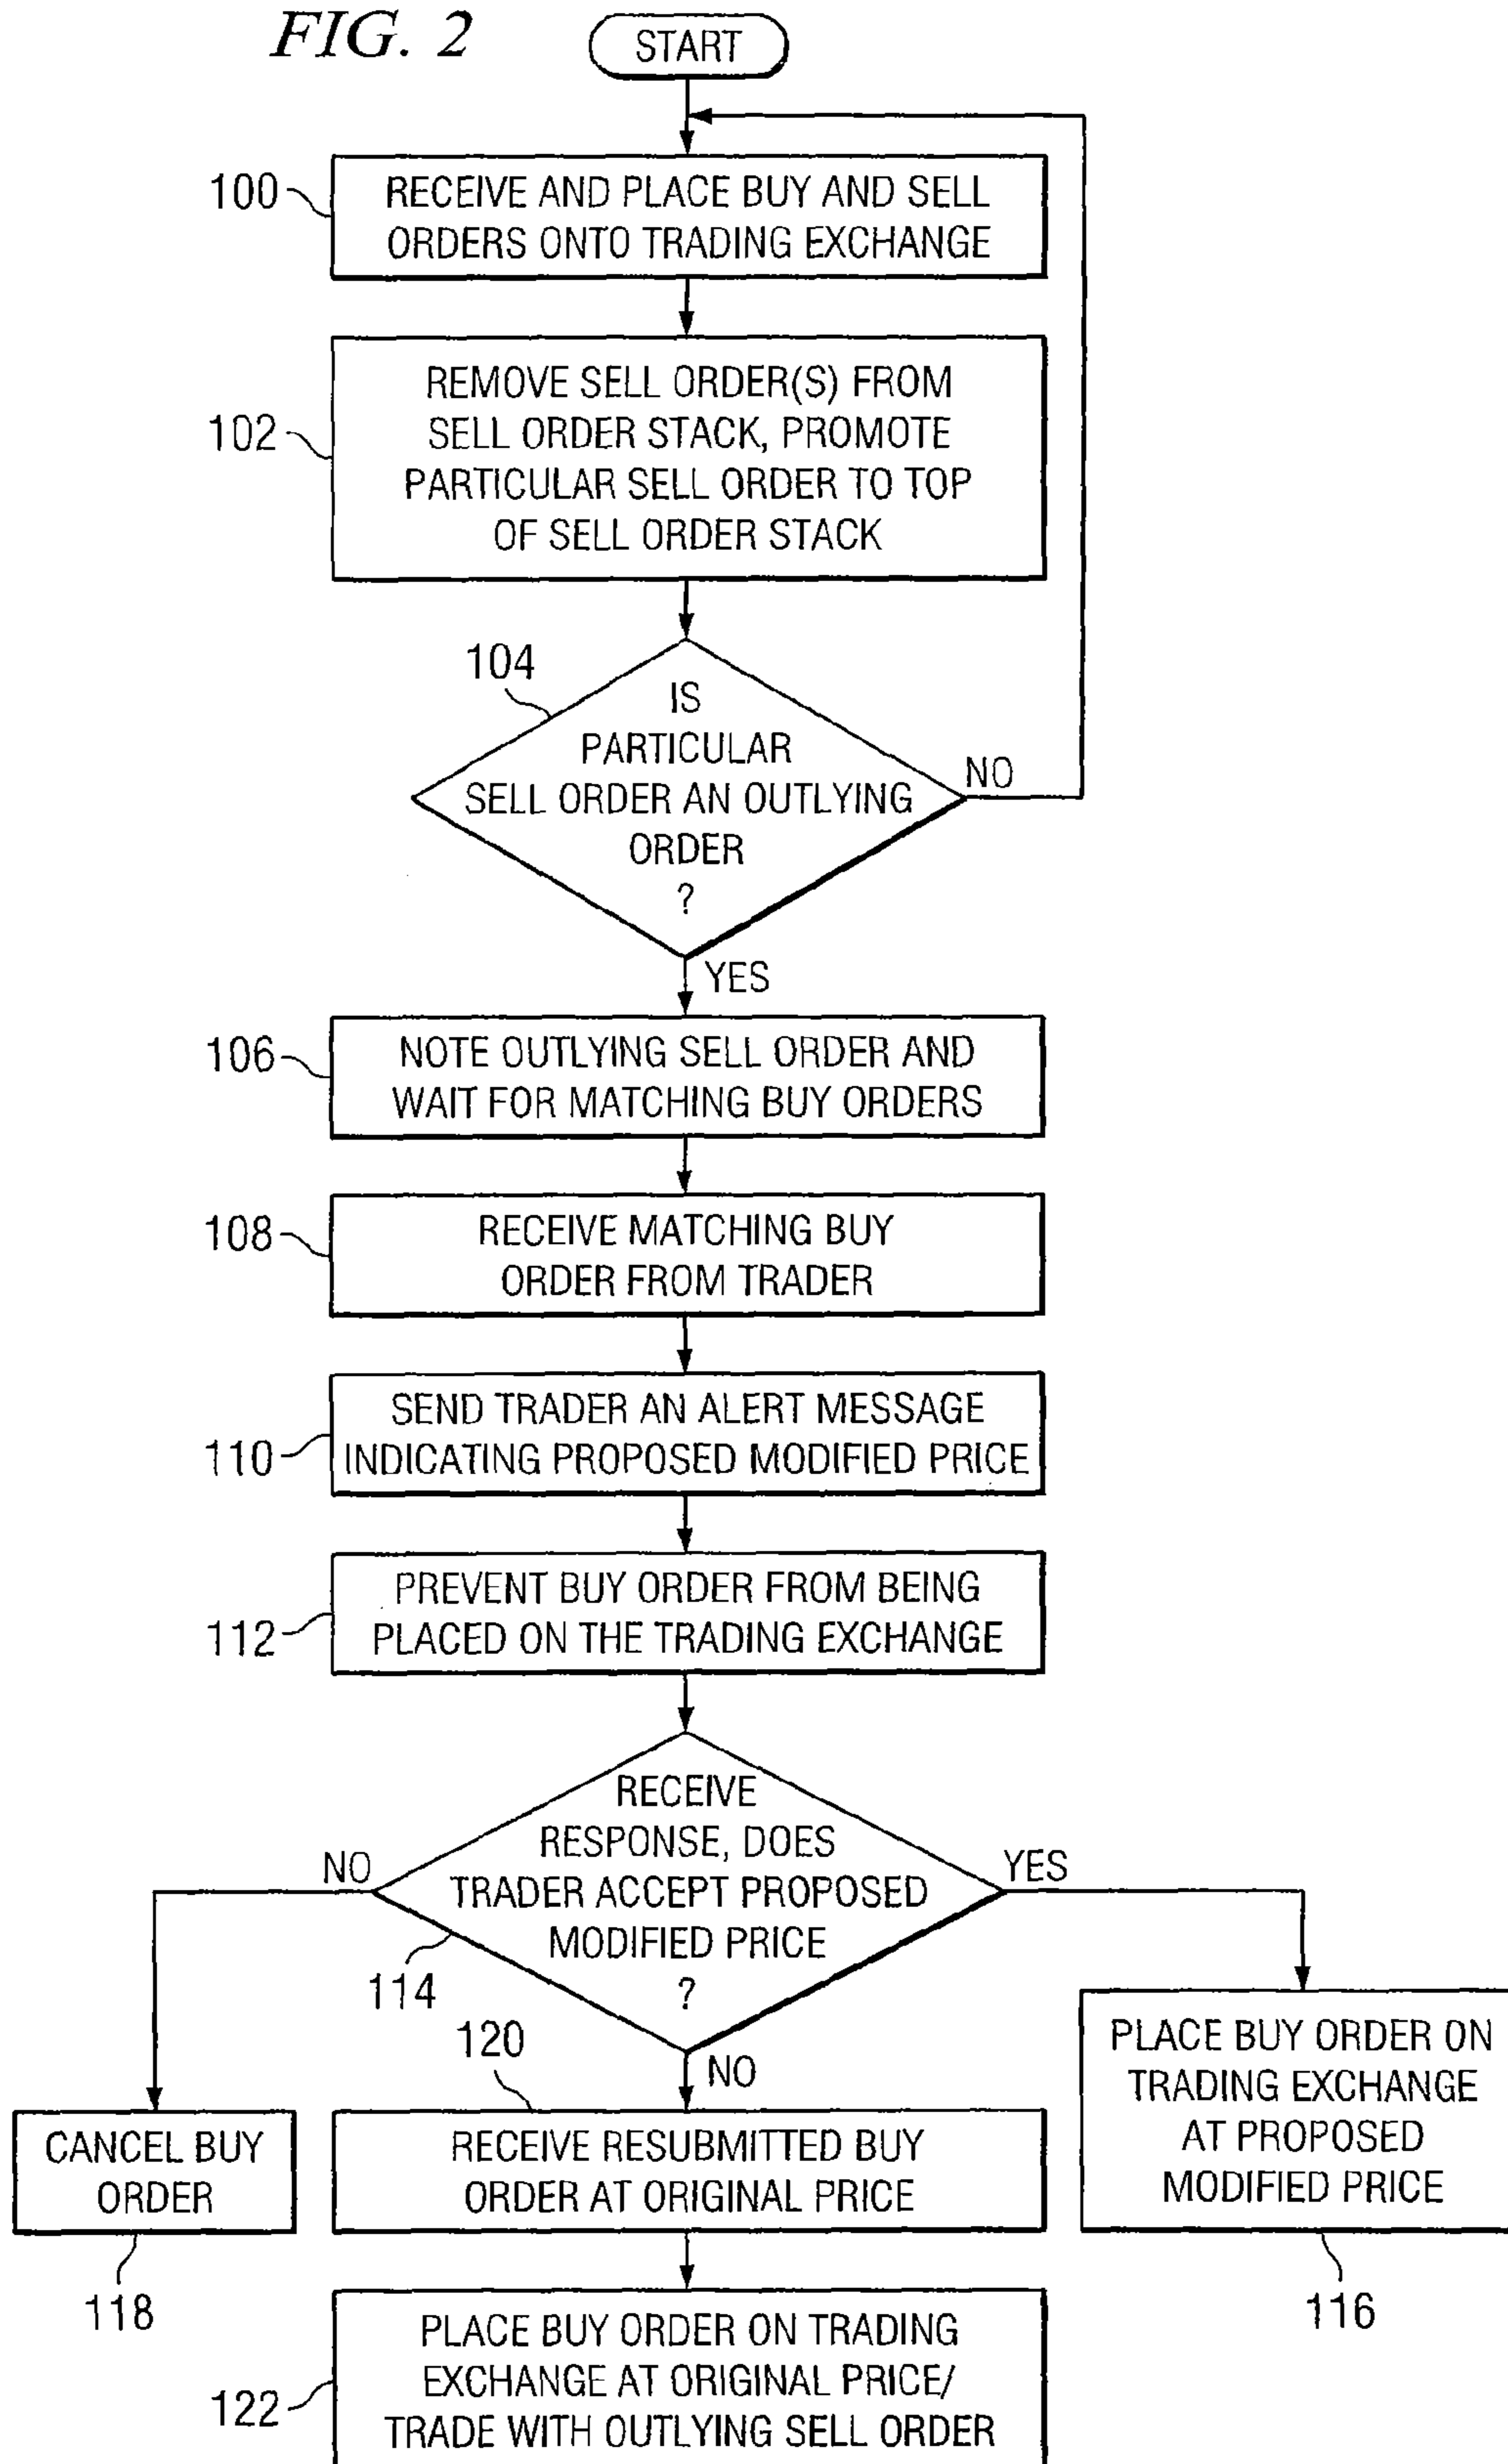 FIG. 2
START
100
RECEIVE AND PLACE BUY AND SELL
ORDERS ONTO TRADING EXCHANGE
102
REMOVE SELL ORDER(S) FROM
SELL ORDER STACK, PROMOTE
PARTICULAR SELL ORDER TO TOP
OF SELL ORDER STACK
104
IS
PARTICULAR
SELL ORDER AN OUTLYING
ORDER
?
NO
YES
106
NOTE OUTLYING SELL ORDER AND
WAIT FOR MATCHING BUY ORDERS
108
RECEIVE MATCHING BUY
ORDER FROM TRADER
110
SEND TRADER AN ALERT MESSAGE
INDICATING PROPOSED MODIFIED PRICE
112
PREVENT BUY ORDER FROM BEING
PLACED ON THE TRADING EXCHANGE
RECEIVE
RESPONSE, DOES
TRADER ACCEPT PROPOSED
MODIFIED PRICE
?
114
NO
YES
NO
CANCEL BUY
ORDER
118
120
RECEIVE RESUBMITTED BUY
ORDER AT ORIGINAL PRICE
PLACE BUY ORDER ON
TRADING EXCHANGE
AT PROPOSED
MODIFIED PRICE
116
122
PLACE BUY ORDER ON TRADING
EXCHANGE AT ORIGINAL PRICE/
TRADE WITH OUTLYING SELL ORDER